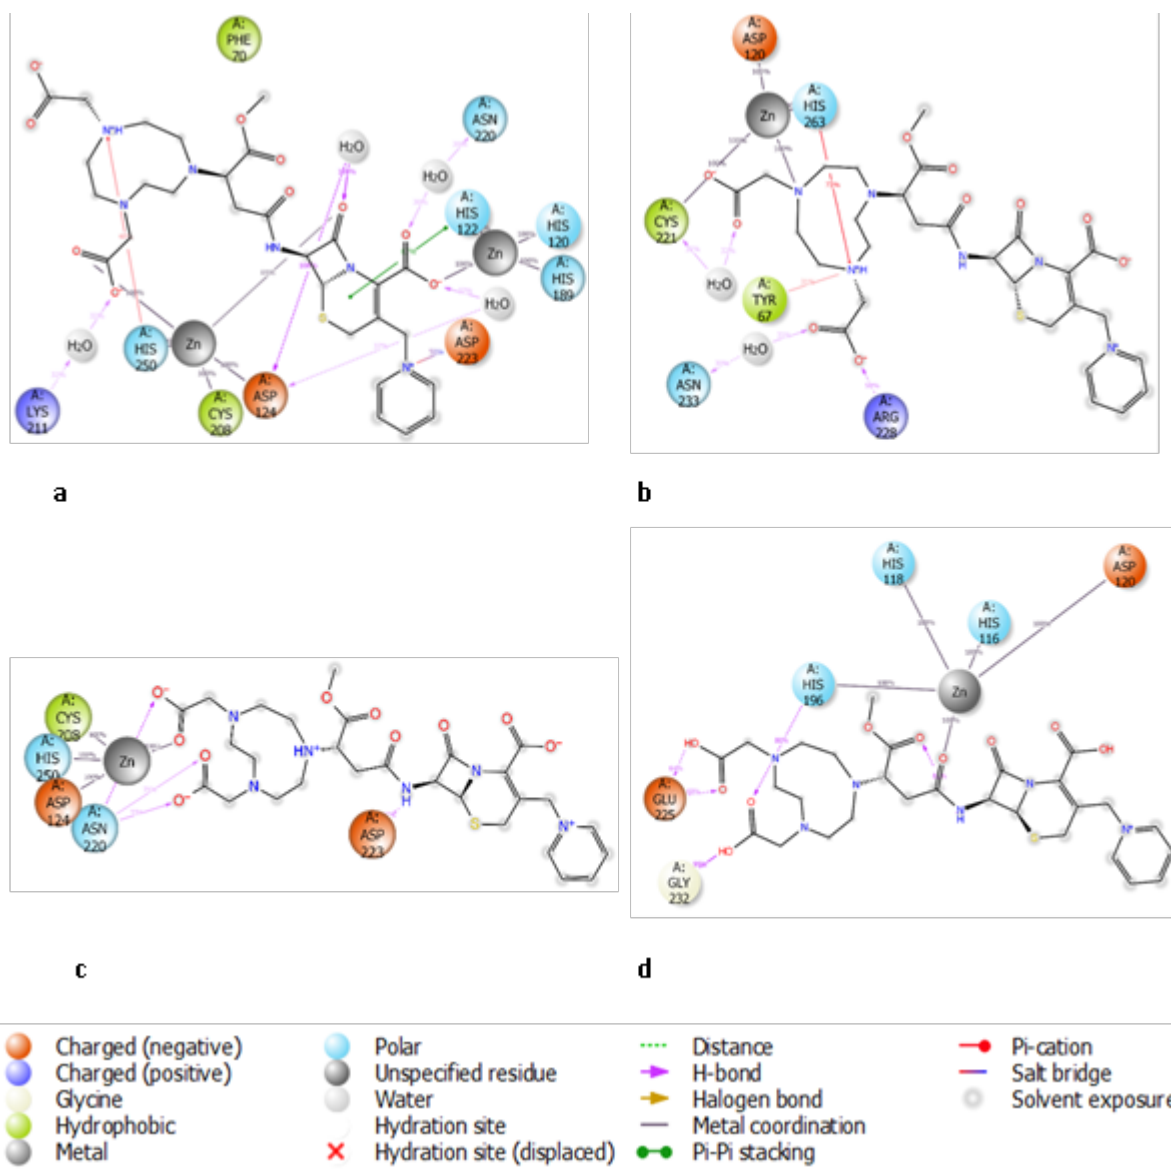 A:
PHE
70
A:
ASN
220
H₂O
H₂O
A:
HIS
122
A:
HIS
120
Zn
A:
HIS
189
H₂O
A:
ASP
223
A:
HIS
250
Zn
H₂O
A:
ASP
124
A:
CYS
208
A:
LYS
211
O⁻
O
N⁺H
N
N
O
O⁻
O
O
O
HN
O
N
S
O
O⁻
N⁺
a
A:
ASP
120
Zn
A:
HIS
263
A:
CYS
221
H₂O
A:
TYR
67
H₂O
A:
ASN
233
A:
ARG
228
O⁻
O
N
N
N⁺H
O
O⁻
O
O
O
N
H
O
N
S
O
O⁻
N⁺
b
A:
CYS
208
A:
HIS
250
Zn
A:
ASP
124
A:
ASN
220
A:
ASP
223
O⁻
O
O
O⁻
N
N
HN⁺
O
O
O
N
H
O
N
S
O
O⁻
N⁺
c
A:
HIS
118
A:
ASP
120
A:
HIS
116
A:
HIS
196
Zn
A:
GLU
225
A:
GLY
232
HO
O
O
HO
N
N
N
O
O
O
N
H
O
N
S
O
OH
N⁺
d
Charged (negative)
Charged (positive)
Glycine
Hydrophobic
Metal
Polar
Unspecified residue
Water
Hydration site
Hydration site (displaced)
Distance
H-bond
Halogen bond
Metal coordination
Pi-Pi stacking
Pi-cation
Salt bridge
Solvent exposure